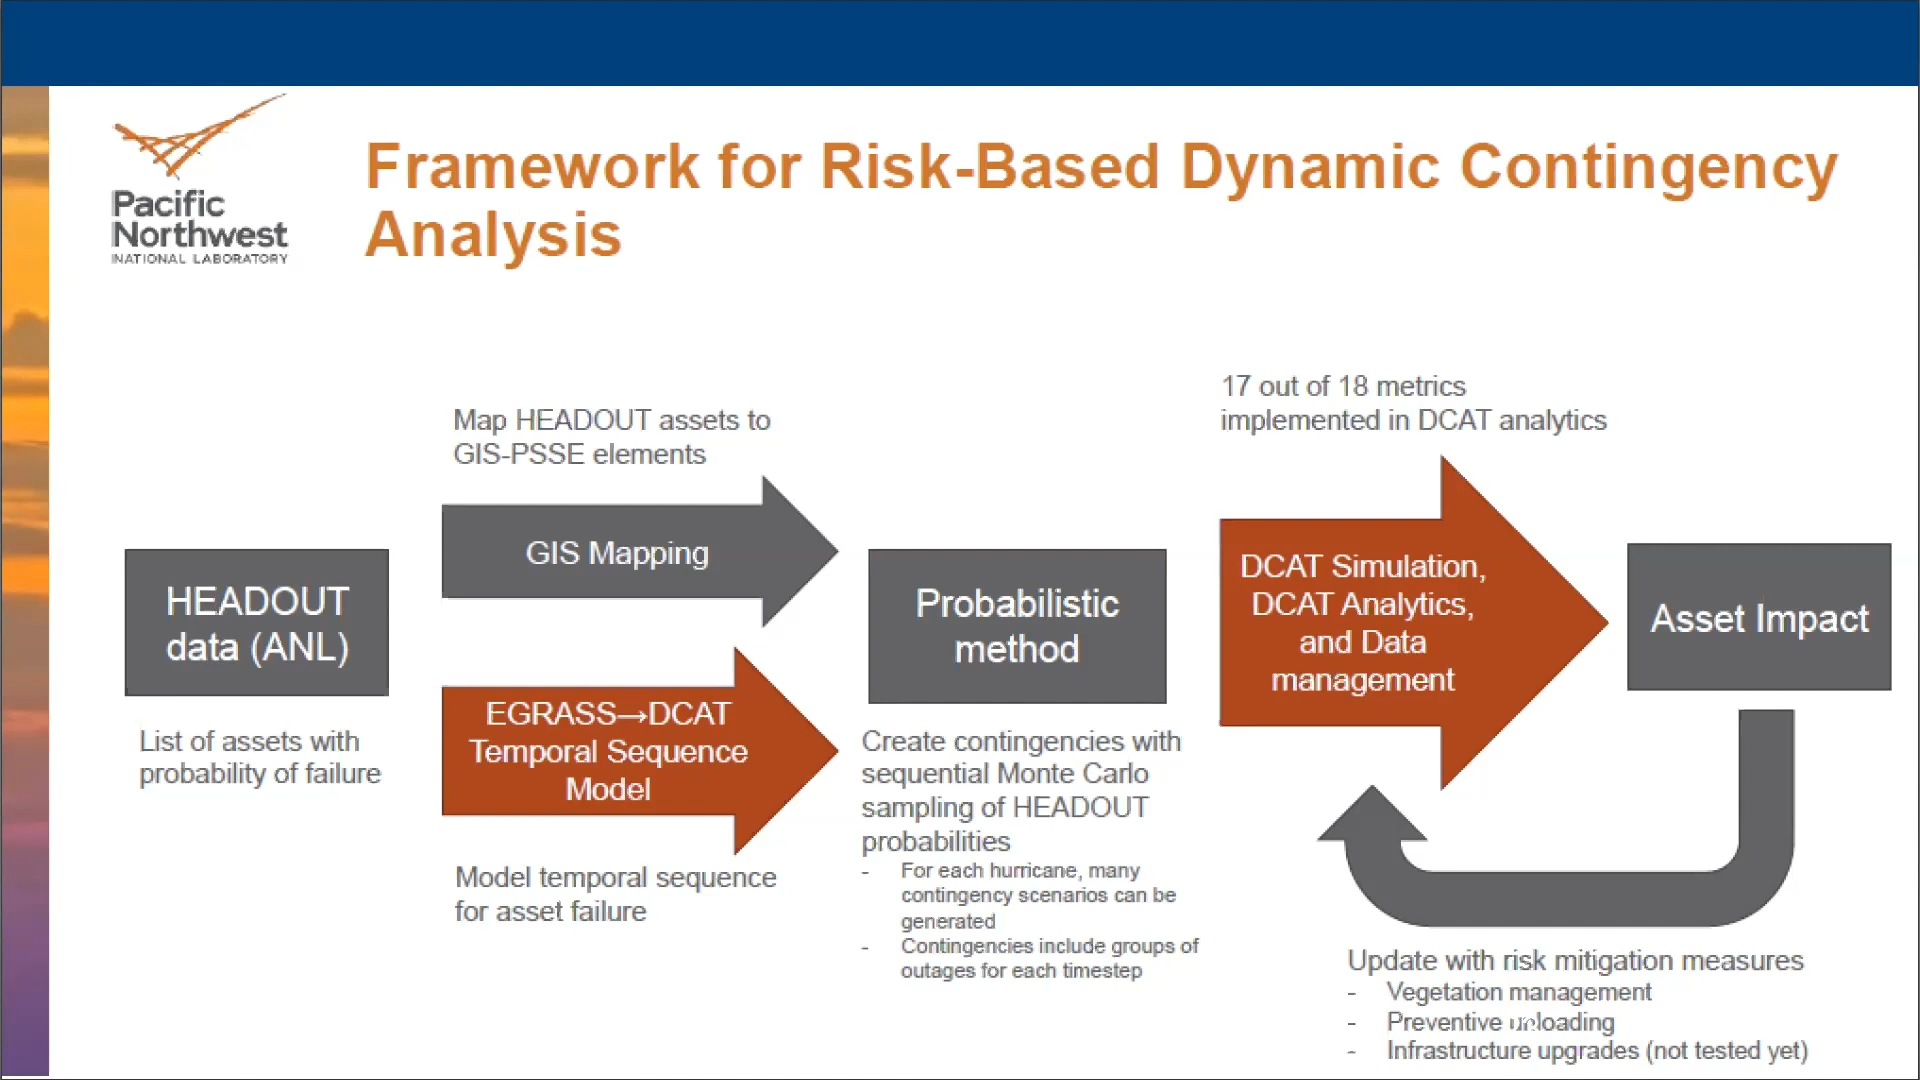 Pacific
Northwest
NATIONAL LABORATORY
Framework for Risk-Based Dynamic Contingency
Analysis
Map HEADOUT assets to
GIS-PSSE elements
17 out of 18 metrics
implemented in DCAT analytics
HEADOUT
data (ANL)
List of assets with
probability of failure
GIS Mapping
EGRASS→DCAT
Temporal Sequence
Model
Model temporal sequence
for asset failure
Probabilistic
method
Create contingencies with
sequential Monte Carlo
sampling of HEADOUT
probabilities
- For each hurricane, many
contingency scenarios can be
generated
- Contingencies include groups of
outages for each timestep
DCAT Simulation,
DCAT Analytics,
and Data
management
Asset Impact
Update with risk mitigation measures
- Vegetation management
- Preventive
- Infrastructure upgrades (not tested yet)